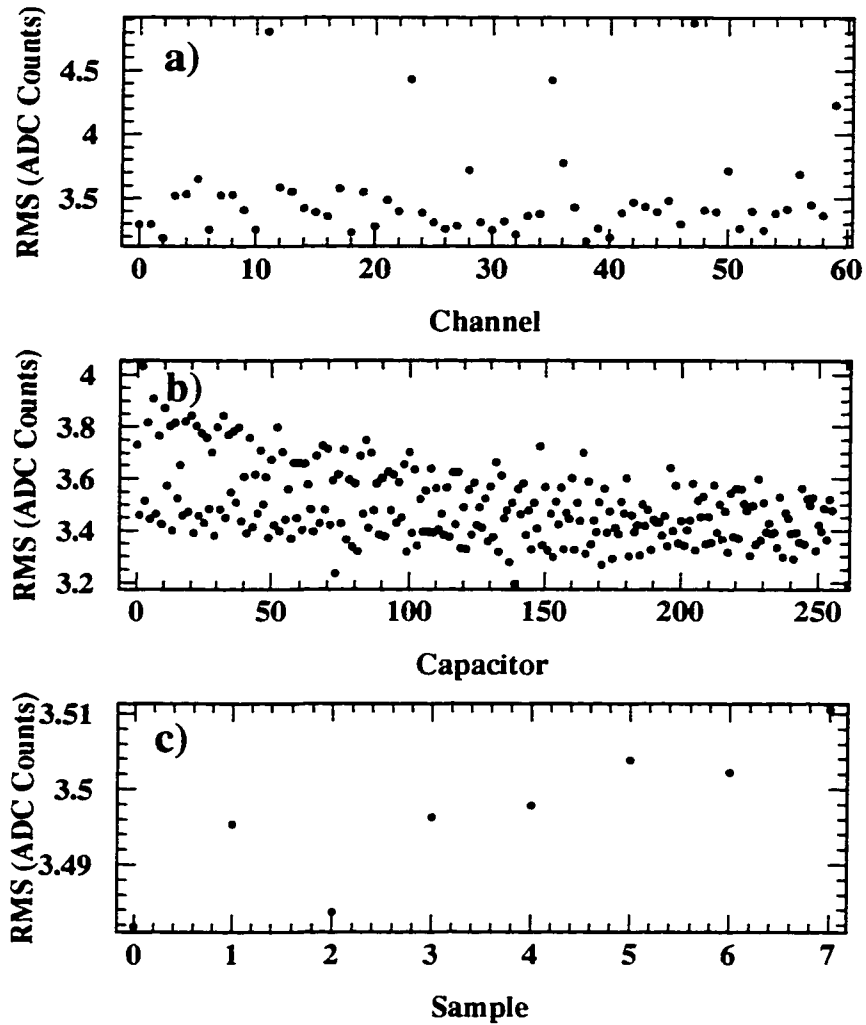 a)
RMS (ADC Counts)
4.5
4
3.5
0 10 20 30 40 50 60
Channel
b)
RMS (ADC Counts)
4
3.8
3.6
3.4
3.2
0 50 100 150 200 250
Capacitor
c)
RMS (ADC Counts)
3.51
3.5
3.49
0 1 2 3 4 5 6 7
Sample